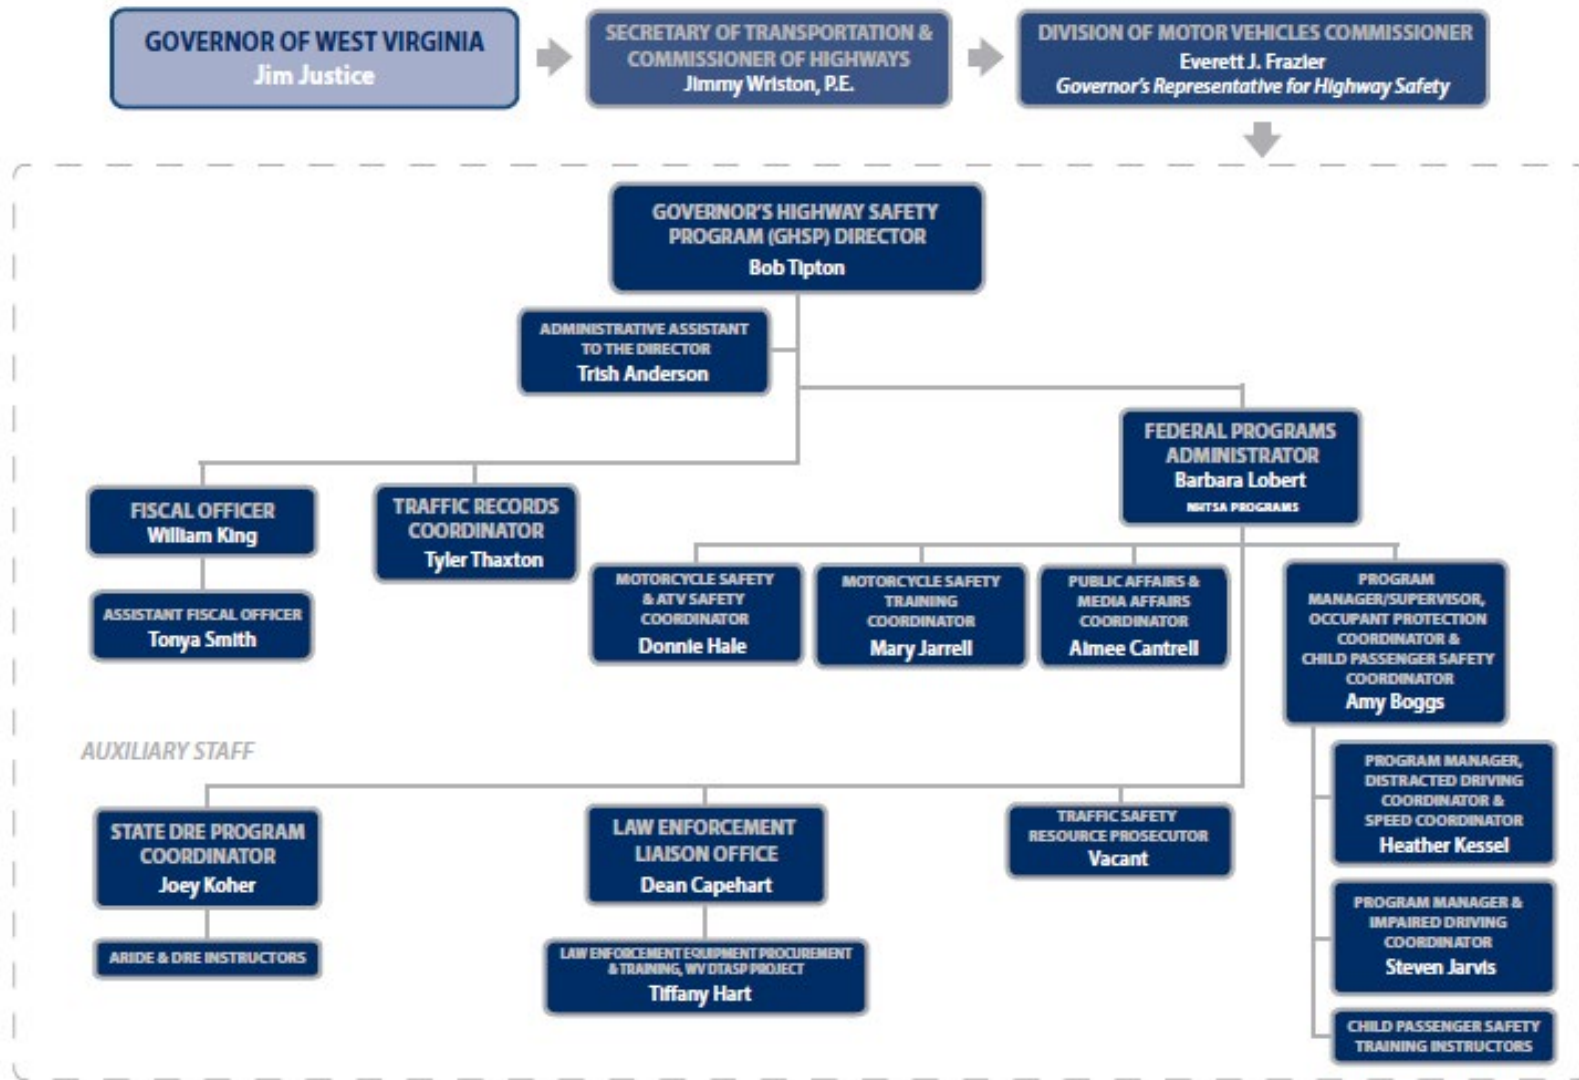 GOVERNOR OF WEST VIRGINIA
Jim Justice
SECRETARY OF TRANSPORTATION &
COMMISSIONER OF HIGHWAYS
Jimmy Wriston, P.E.
DIVISION OF MOTOR VEHICLES COMMISSIONER
Everett J. Frazier
Governor's Representative for Highway Safety
GOVERNOR'S HIGHWAY SAFETY
PROGRAM (GHSP) DIRECTOR
Bob Tipton
ADMINISTRATIVE ASSISTANT
TO THE DIRECTOR
Trish Anderson
FEDERAL PROGRAMS
ADMINISTRATOR
Barbara Lobert
NHTSA PROGRAMS
FISCAL OFFICER
William King
TRAFFIC RECORDS
COORDINATOR
Tyler Thaxton
ASSISTANT FISCAL OFFICER
Tonya Smith
MOTORCYCLE SAFETY
& ATV SAFETY
COORDINATOR
Donnie Hale
MOTORCYCLE SAFETY
TRAINING
COORDINATOR
Mary Jarrell
PUBLIC AFFAIRS &
MEDIA AFFAIRS
COORDINATOR
Aimee Cantrell
PROGRAM
MANAGER/SUPERVISOR,
OCCUPANT PROTECTION
COORDINATOR &
CHILD PASSENGER SAFETY
COORDINATOR
Amy Boggs
AUXILIARY STAFF
STATE DRE PROGRAM
COORDINATOR
Joey Koher
ARIDE & DRE INSTRUCTORS
LAW ENFORCEMENT
LIAISON OFFICE
Dean Capehart
LAW ENFORCEMENT EQUIPMENT PROCUREMENT
& TRAINING, WV DTASP PROJECT
Tiffany Hart
TRAFFIC SAFETY
RESOURCE PROSECUTOR
Vacant
PROGRAM MANAGER,
DISTRACTED DRIVING
COORDINATOR &
SPEED COORDINATOR
Heather Kessel
PROGRAM MANAGER &
IMPAIRED DRIVING
COORDINATOR
Steven Jarvis
CHILD PASSENGER SAFETY
TRAINING INSTRUCTORS